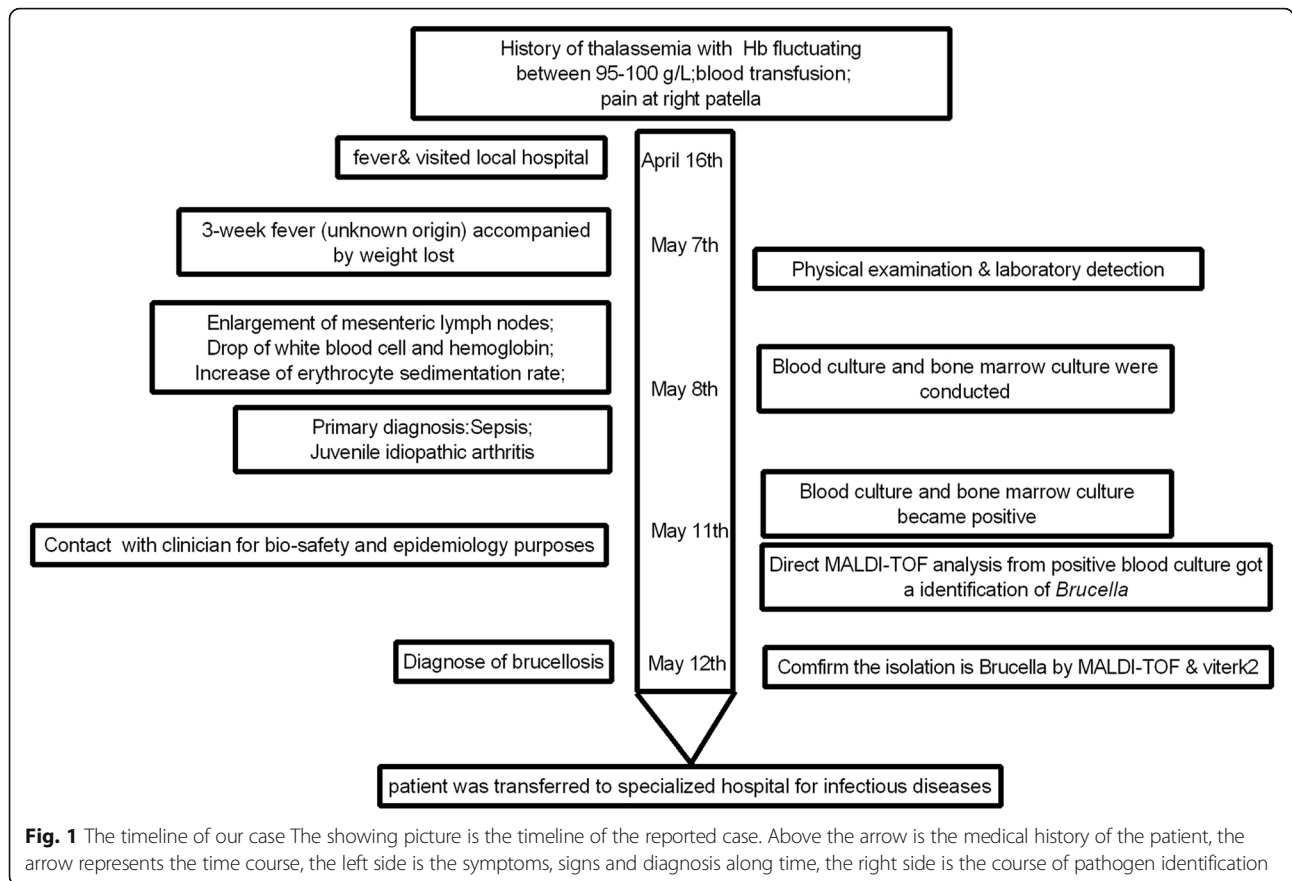 History of thalassemia with Hb fluctuating
between 95-100 g/L;blood transfusion;
pain at right patella
fever& visited local hospital
April 16th
3-week fever (unknown origin) accompanied
by weight lost
May 7th
Physical examination & laboratory detection
Enlargement of mesenteric lymph nodes;
Drop of white blood cell and hemoglobin;
Increase of erythrocyte sedimentation rate;
May 8th
Blood culture and bone marrow culture were
conducted
Primary diagnosis:Sepsis;
Juvenile idiopathic arthritis
Blood culture and bone marrow culture
became positive
Contact with clinician for bio-safety and epidemiology purposes
May 11th
Direct MALDI-TOF analysis from positive blood culture got
a identification of Brucella
Diagnose of brucellosis
May 12th
Comfirm the isolation is Brucella by MALDI-TOF & viterk2
patient was transferred to specialized hospital for infectious diseases
Fig. 1 The timeline of our case The showing picture is the timeline of the reported case. Above the arrow is the medical history of the patient, the
arrow represents the time course, the left side is the symptoms, signs and diagnosis along time, the right side is the course of pathogen identification